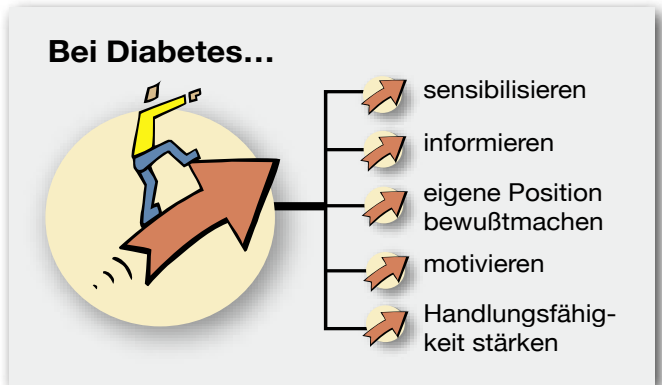 Bei Diabetes...
sensibilisieren
informieren
eigene Position
bewußtmachen
motivieren
Handlungsfähig-
keit stärken